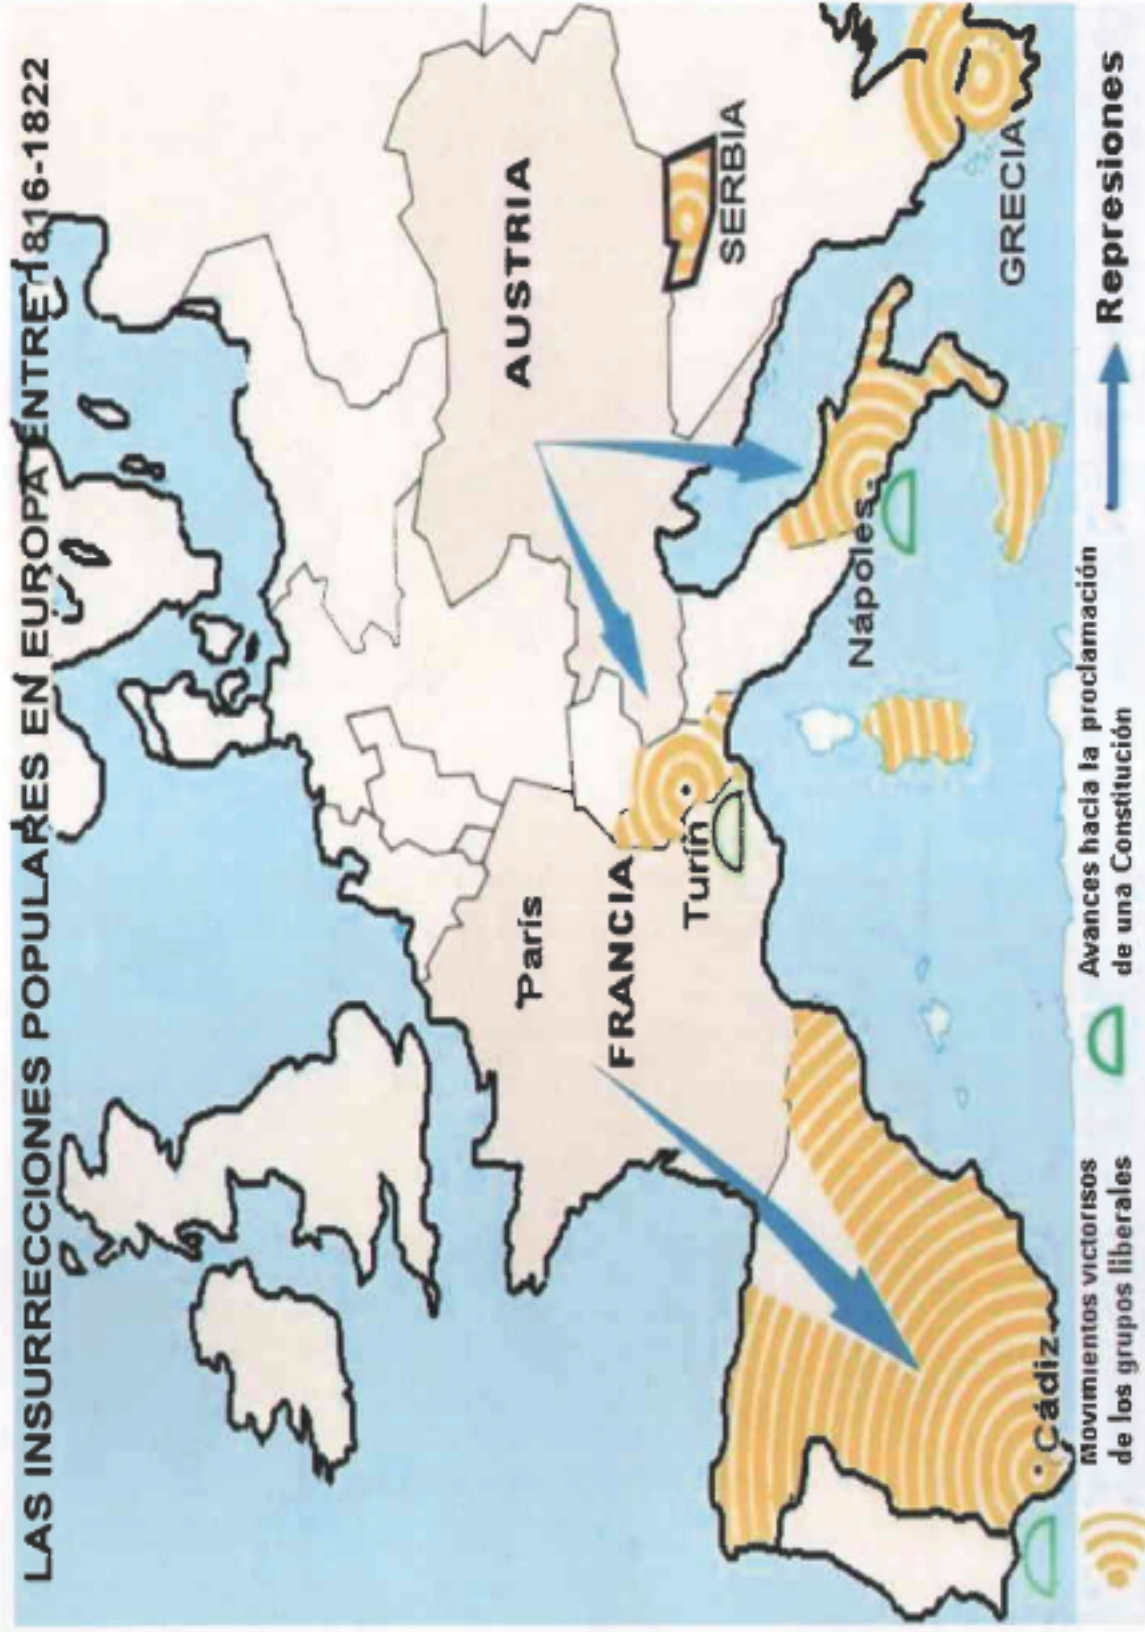 LAS INSURRECCIONES POPULARES EN EUROPA ENTRE 1816-1822
AUSTRIA
SERBIA
París
FRANCIA
Turín
Nápoles
GRECIA
Cádiz
Movimientos victorisos
de los grupos liberales
Avances hacia la proclamación
de una Constitución
Represiones